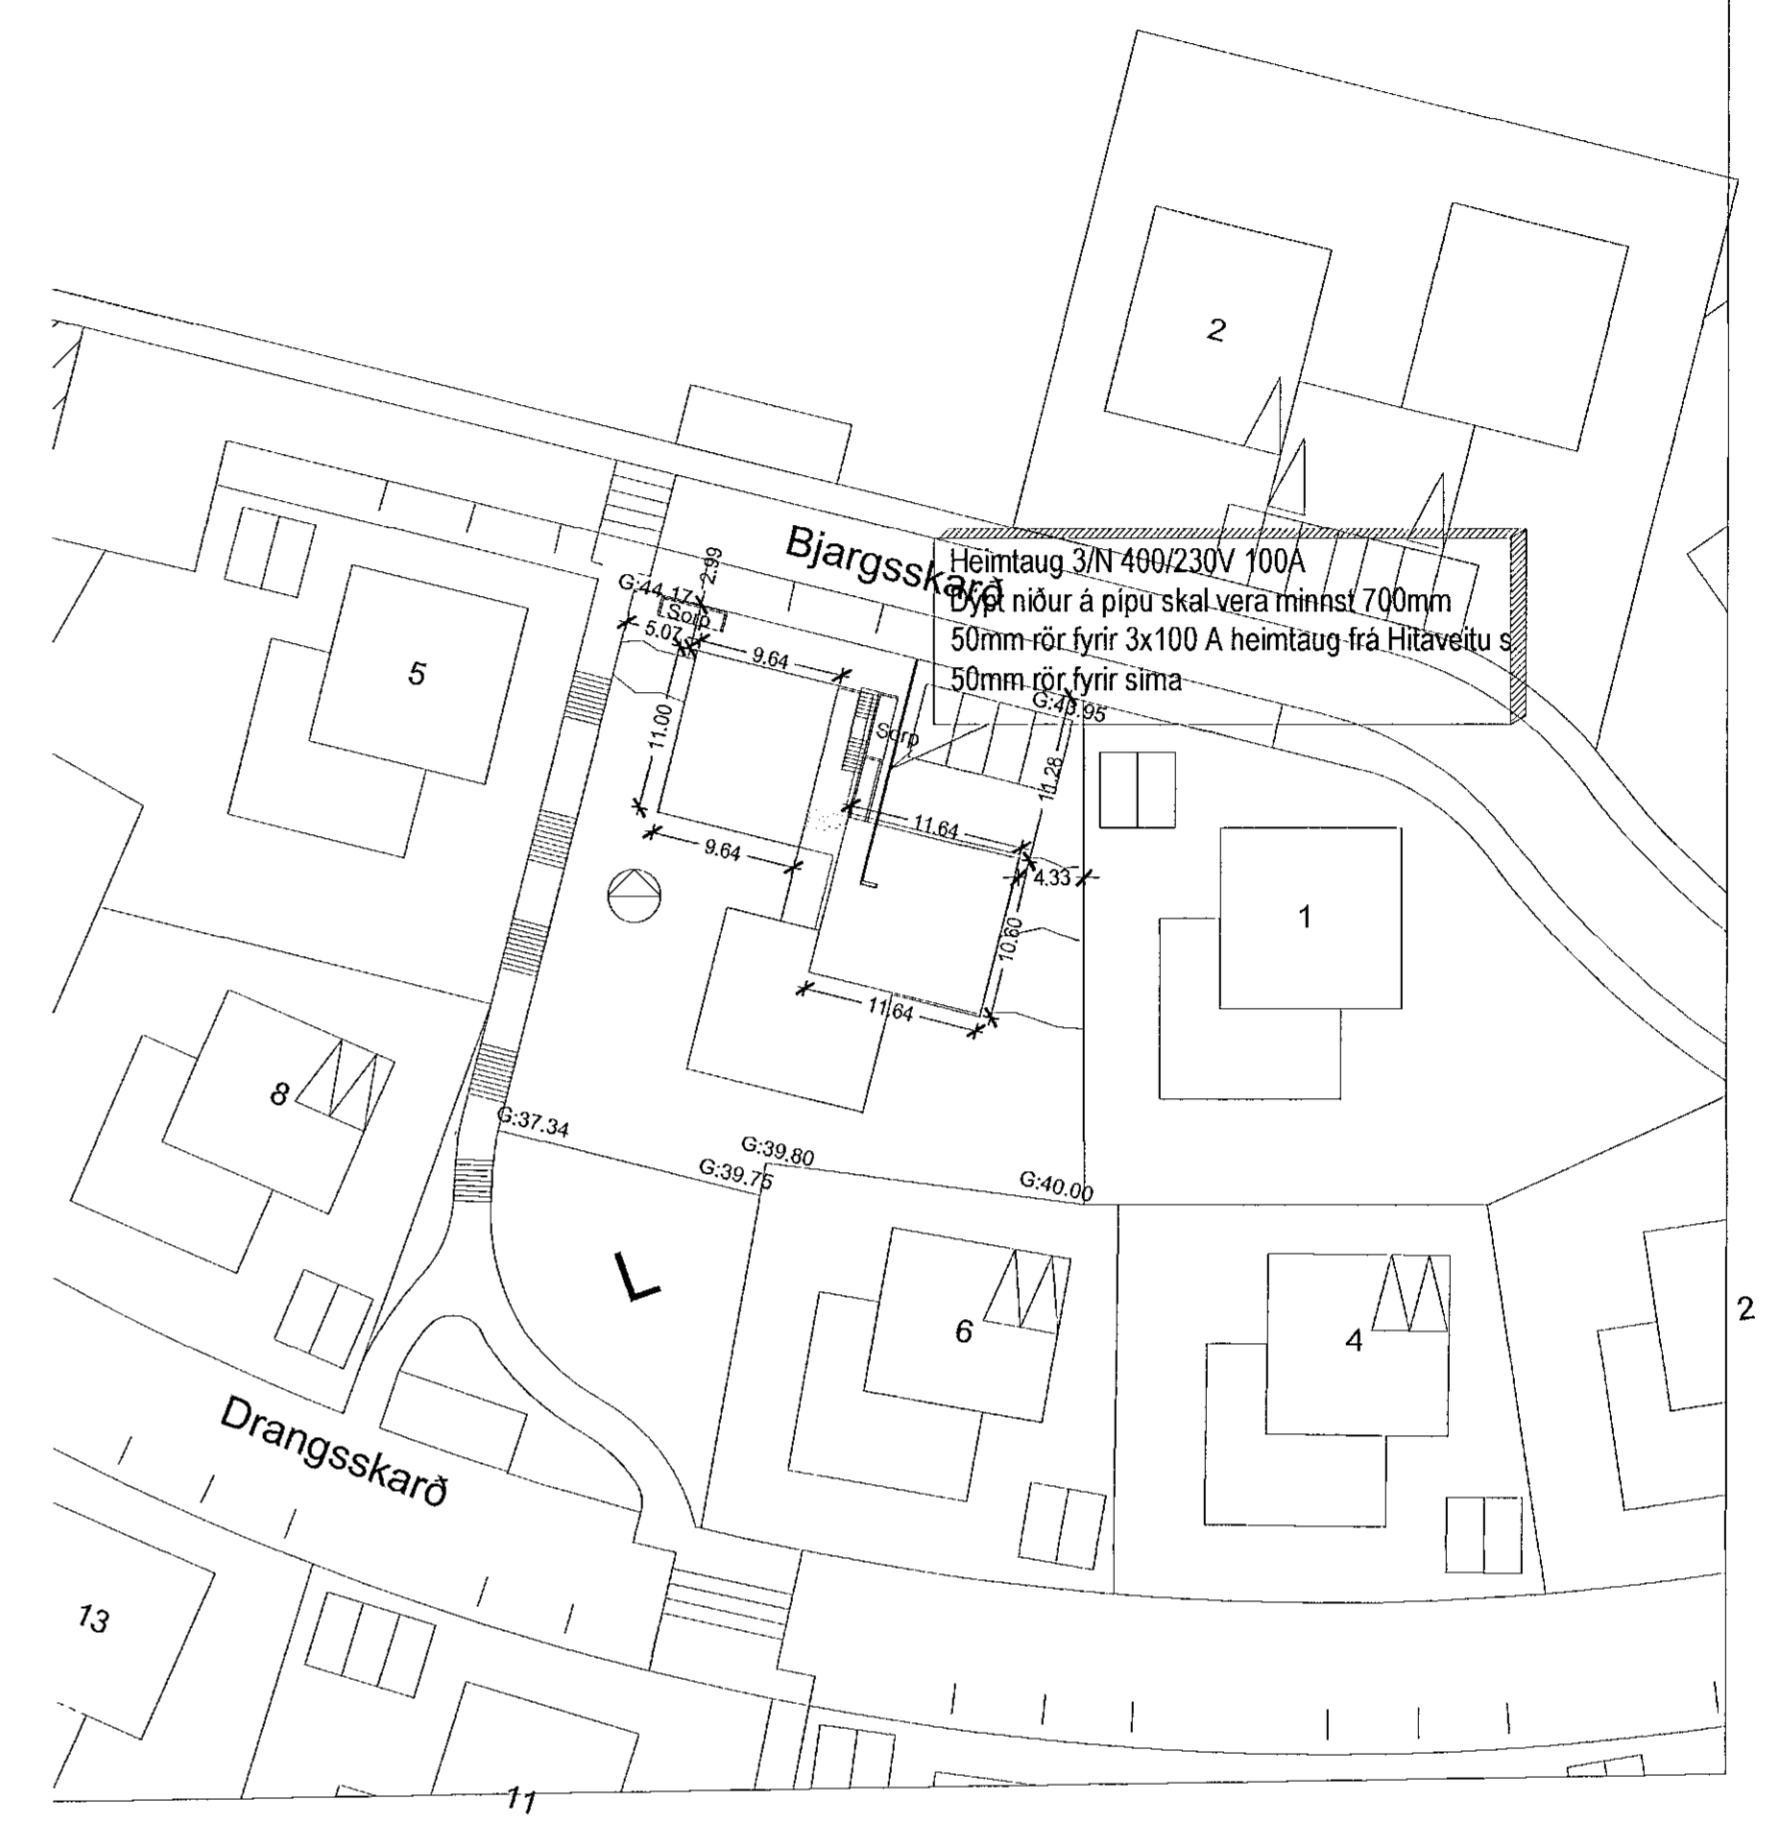 2
Bjargsskarð
Heimtaug 3/N 400/230V 100A
Dýpt niður á pípu skal vera minnst 700mm
50mm rör fyrir 3x100 A heimtaug frá Hitaveitu s
50mm rör fyrir síma
2.99
G:44.17
Sorp
5.07
9.64
5
11.00
G:43.95
Sorp
11.28
11.64
9.64
4.33
1
10.60
11.64
8
G:37.34
G:39.80
G:39.75
G:40.00
L
6
4
2
Drangsskarð
13
11